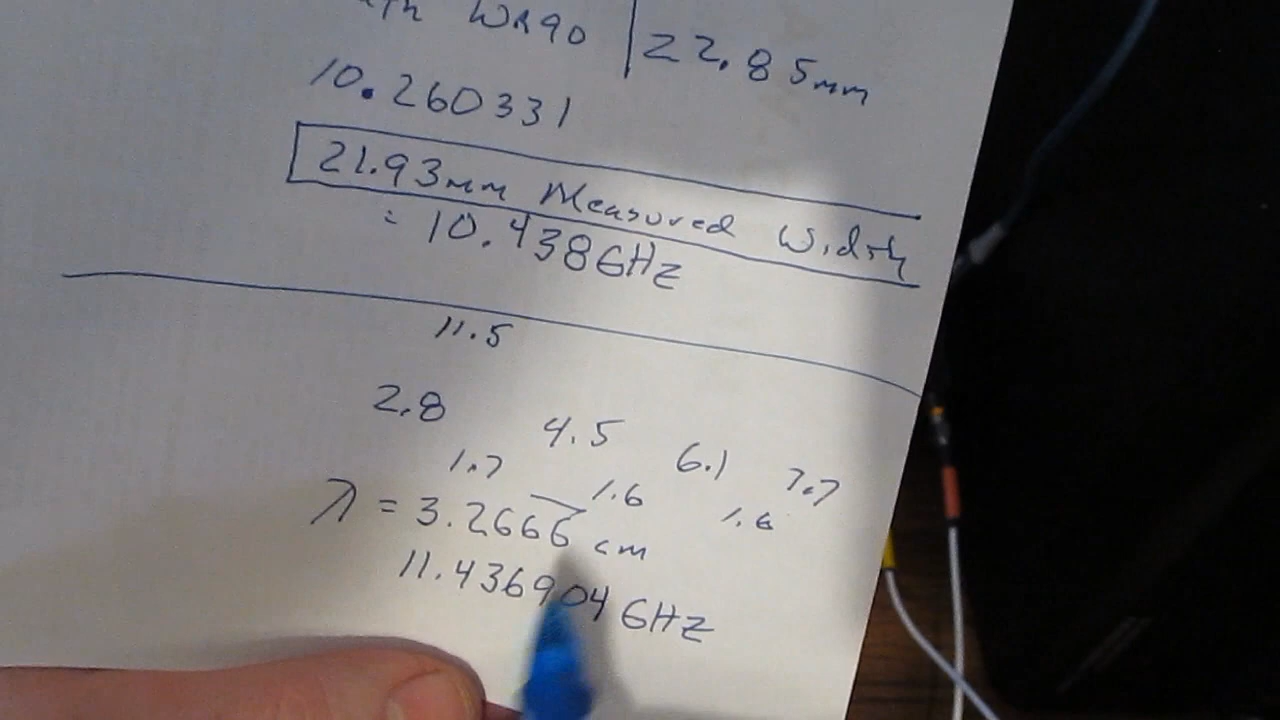 WR90 | 22.85mm
10.260331
21.93mm Measured Width
= 10.438GHz
11.5
2.8 4.5 6.1 7.7
1.7 1.6 1.6
λ = 3.2666 cm
11.436904 GHz